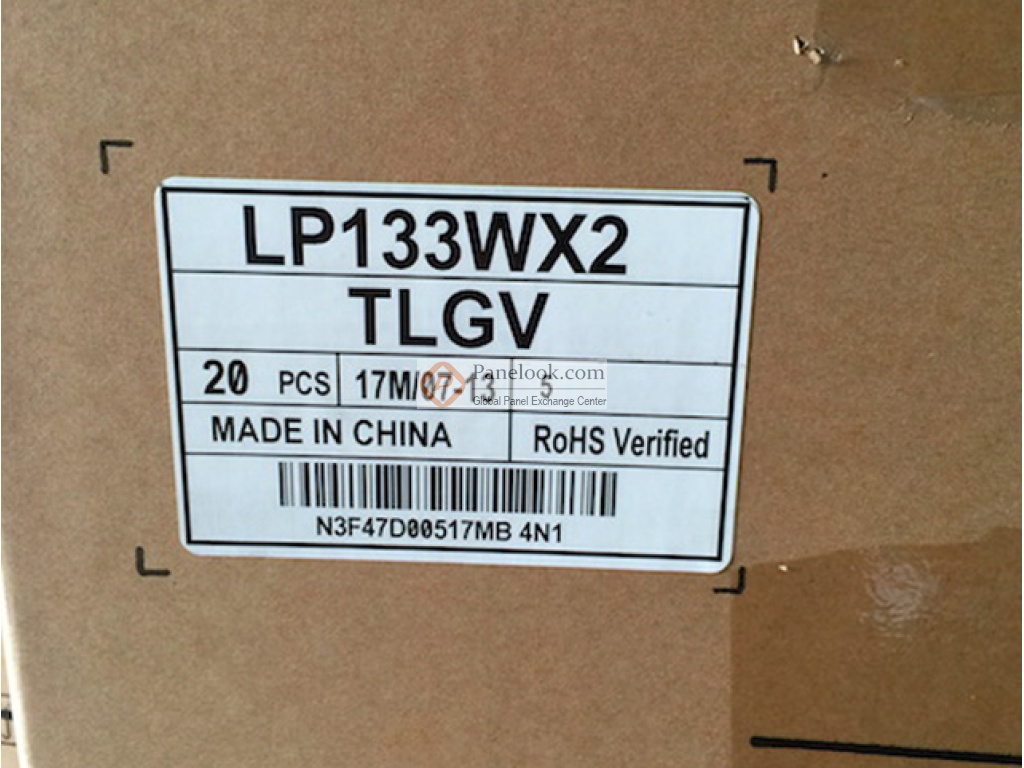 LP133WX2
TLGV
20 PCS 17M/07-13 5
Panelook.com
Global Panel Exchange Center
MADE IN CHINA RoHS Verified
N3F47D00517MB 4N1